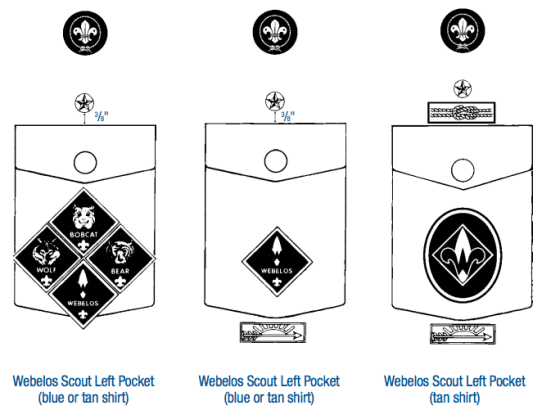 3/8"
3/8"
BOBCAT
WOLF
BEAR
WEBELOS
WEBELOS
Webelos Scout Left Pocket
(blue or tan shirt)
Webelos Scout Left Pocket
(blue or tan shirt)
Webelos Scout Left Pocket
(tan shirt)